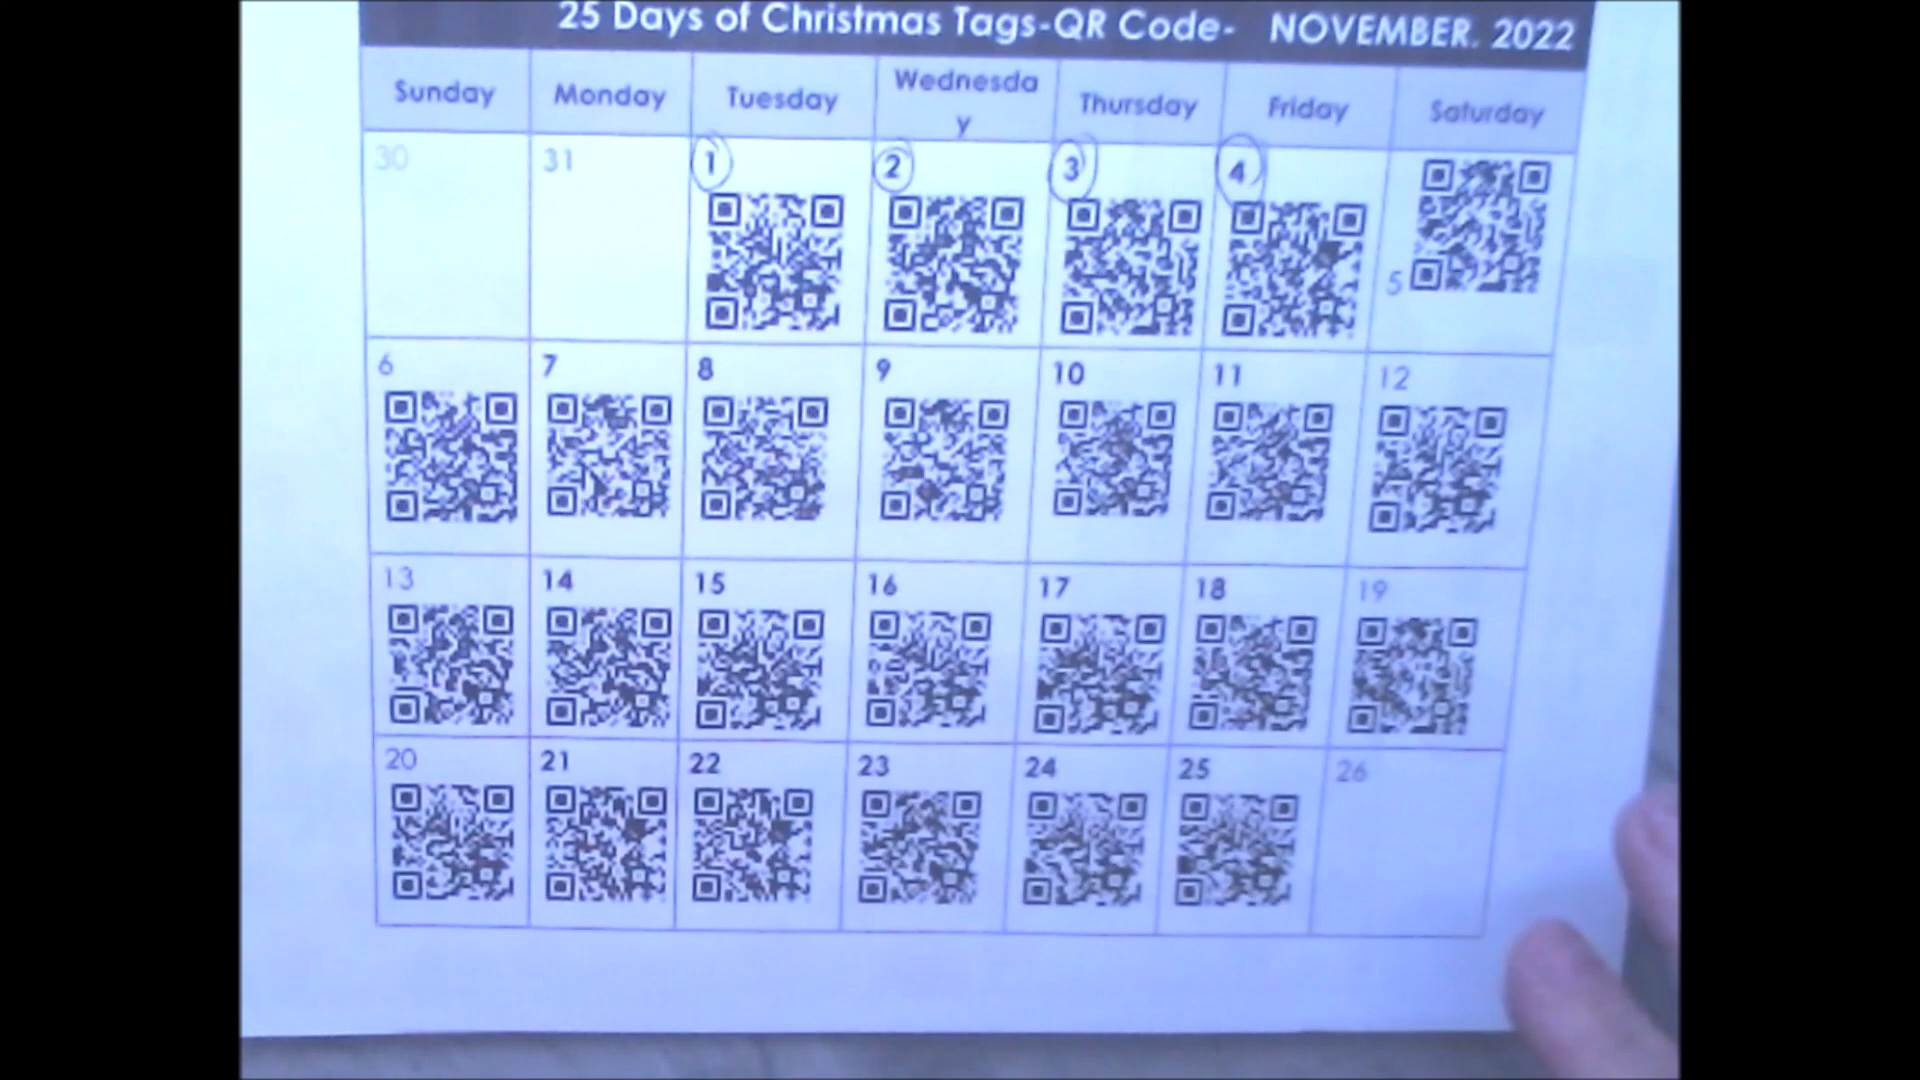 25 Days of Christmas Tags-QR Code- NOVEMBER. 2022
Sunday Monday Tuesday Wednesda
y Thursday Friday Saturday
30 31 1 2 3 4 5
6 7 8 9 10 11 12
13 14 15 16 17 18 19
20 21 22 23 24 25 26